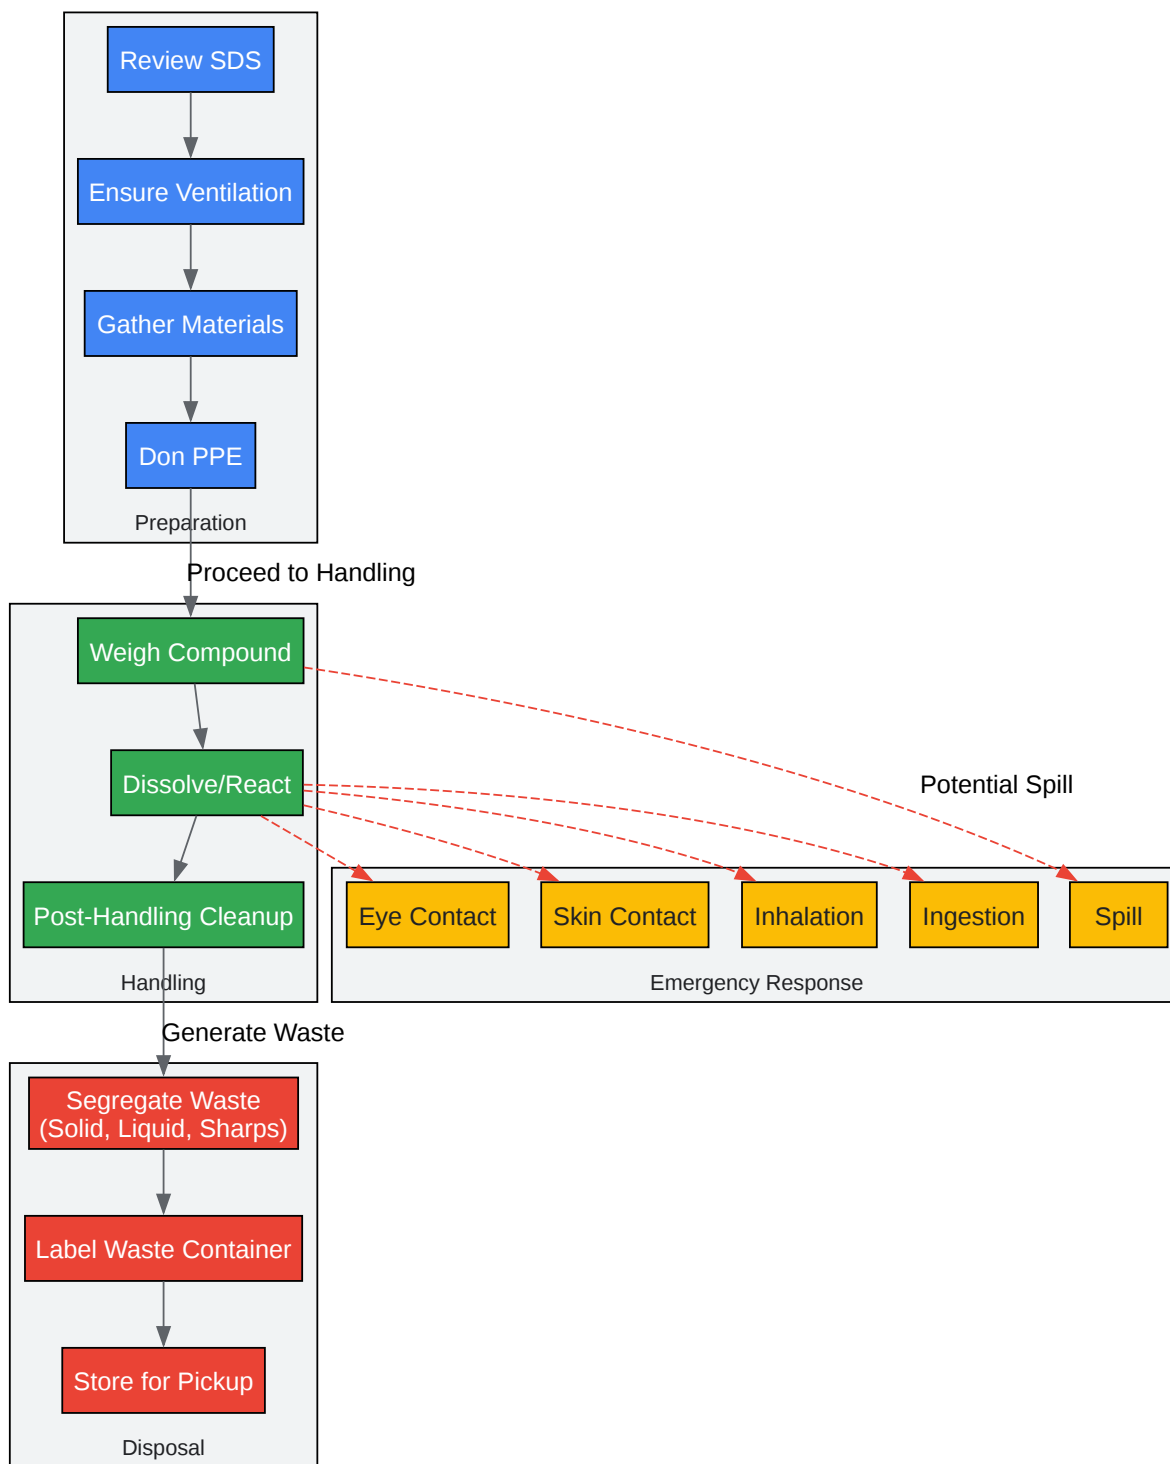 Review SDS
Ensure Ventilation
Gather Materials
Don PPE
Preparation
Proceed to Handling
Weigh Compound
Dissolve/React
Potential Spill
Post-Handling Cleanup
Eye Contact
Skin Contact
Inhalation
Ingestion
Spill
Handling
Emergency Response
Generate Waste
Segregate Waste
(Solid, Liquid, Sharps)
Label Waste Container
Store for Pickup
Disposal